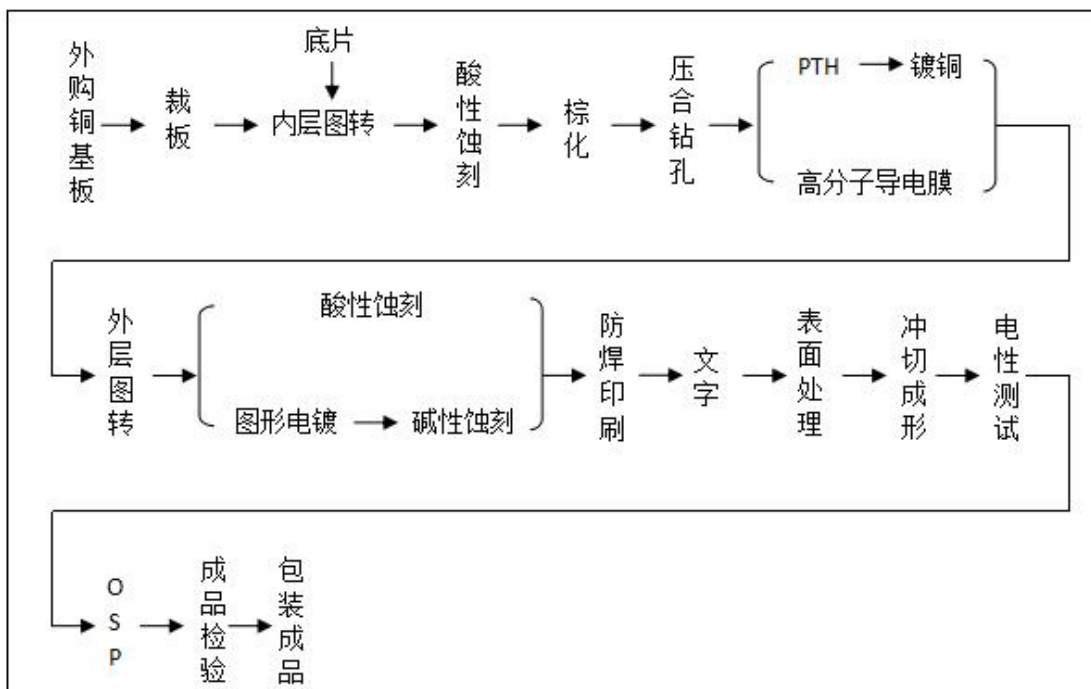 外购铜基板
裁板
底片
内层图转
酸性蚀刻
棕化
压合钻孔
PTH
镀铜
高分子导电膜
外层图转
酸性蚀刻
图形电镀
碱性蚀刻
防焊印刷
文字
表面处理
冲切成形
电性测试
OSP
成品检验
包装成品